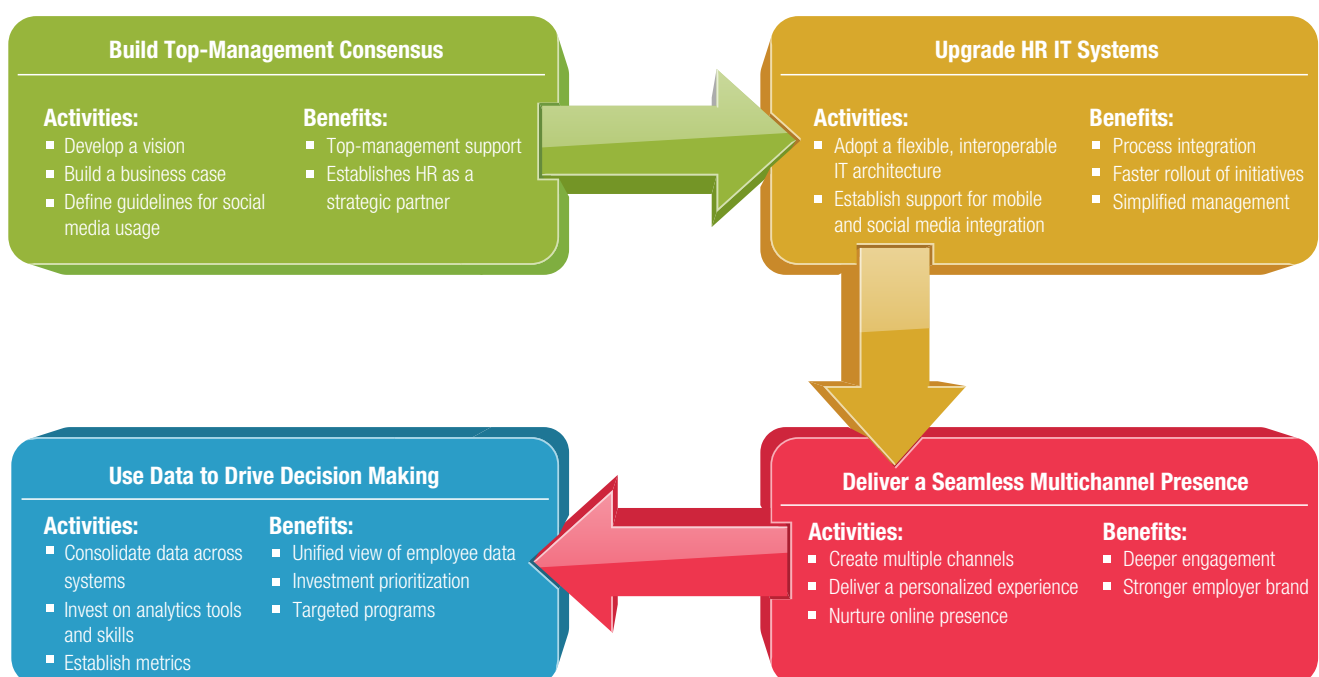 Build Top-Management Consensus
Activities:
Develop a vision
Build a business case
Define guidelines for social
media usage
Benefits:
Top-management support
Establishes HR as a
strategic partner
Upgrade HR IT Systems
Activities:
Adopt a flexible, interoperable
IT architecture
Establish support for mobile
and social media integration
Benefits:
Process integration
Faster rollout of initiatives
Simplified management
Deliver a Seamless Multichannel Presence
Activities:
Create multiple channels
Deliver a personalized experience
Nurture online presence
Benefits:
Deeper engagement
Stronger employer brand
Use Data to Drive Decision Making
Activities:
Consolidate data across
systems
Invest on analytics tools
and skills
Establish metrics
Benefits:
Unified view of employee data
Investment prioritization
Targeted programs